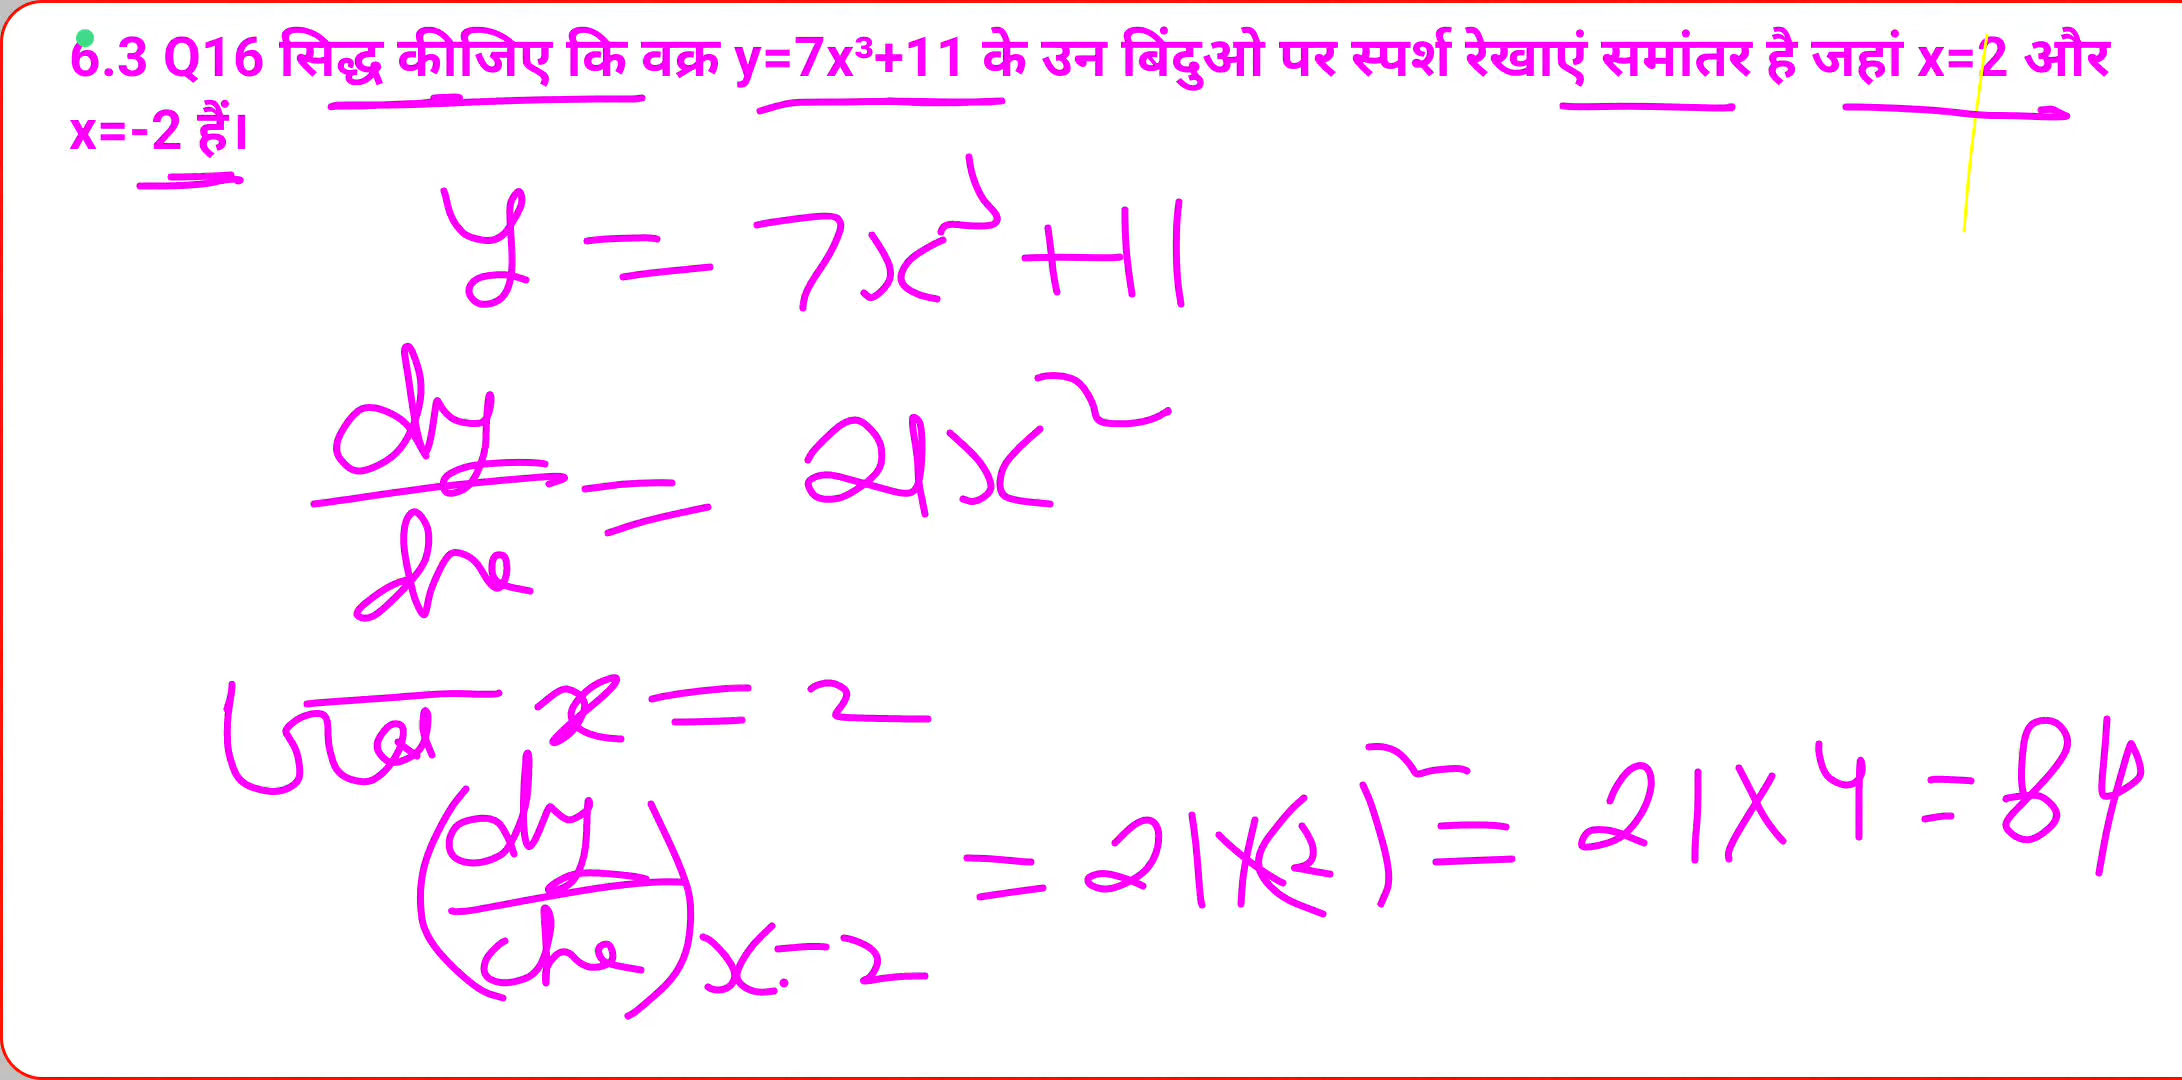 6.3 Q16 सिद्ध कीजिए कि वक्र y=7x³+11 के उन बिंदुओ पर स्पर्श रेखाएं समांतर है जहां x=2 और
x=-2 हैं।
y = 7x³+11
dy/dx = 21x²
x = 2
(dy/dx) x=2 = 21×(2)² = 21×4 = 84